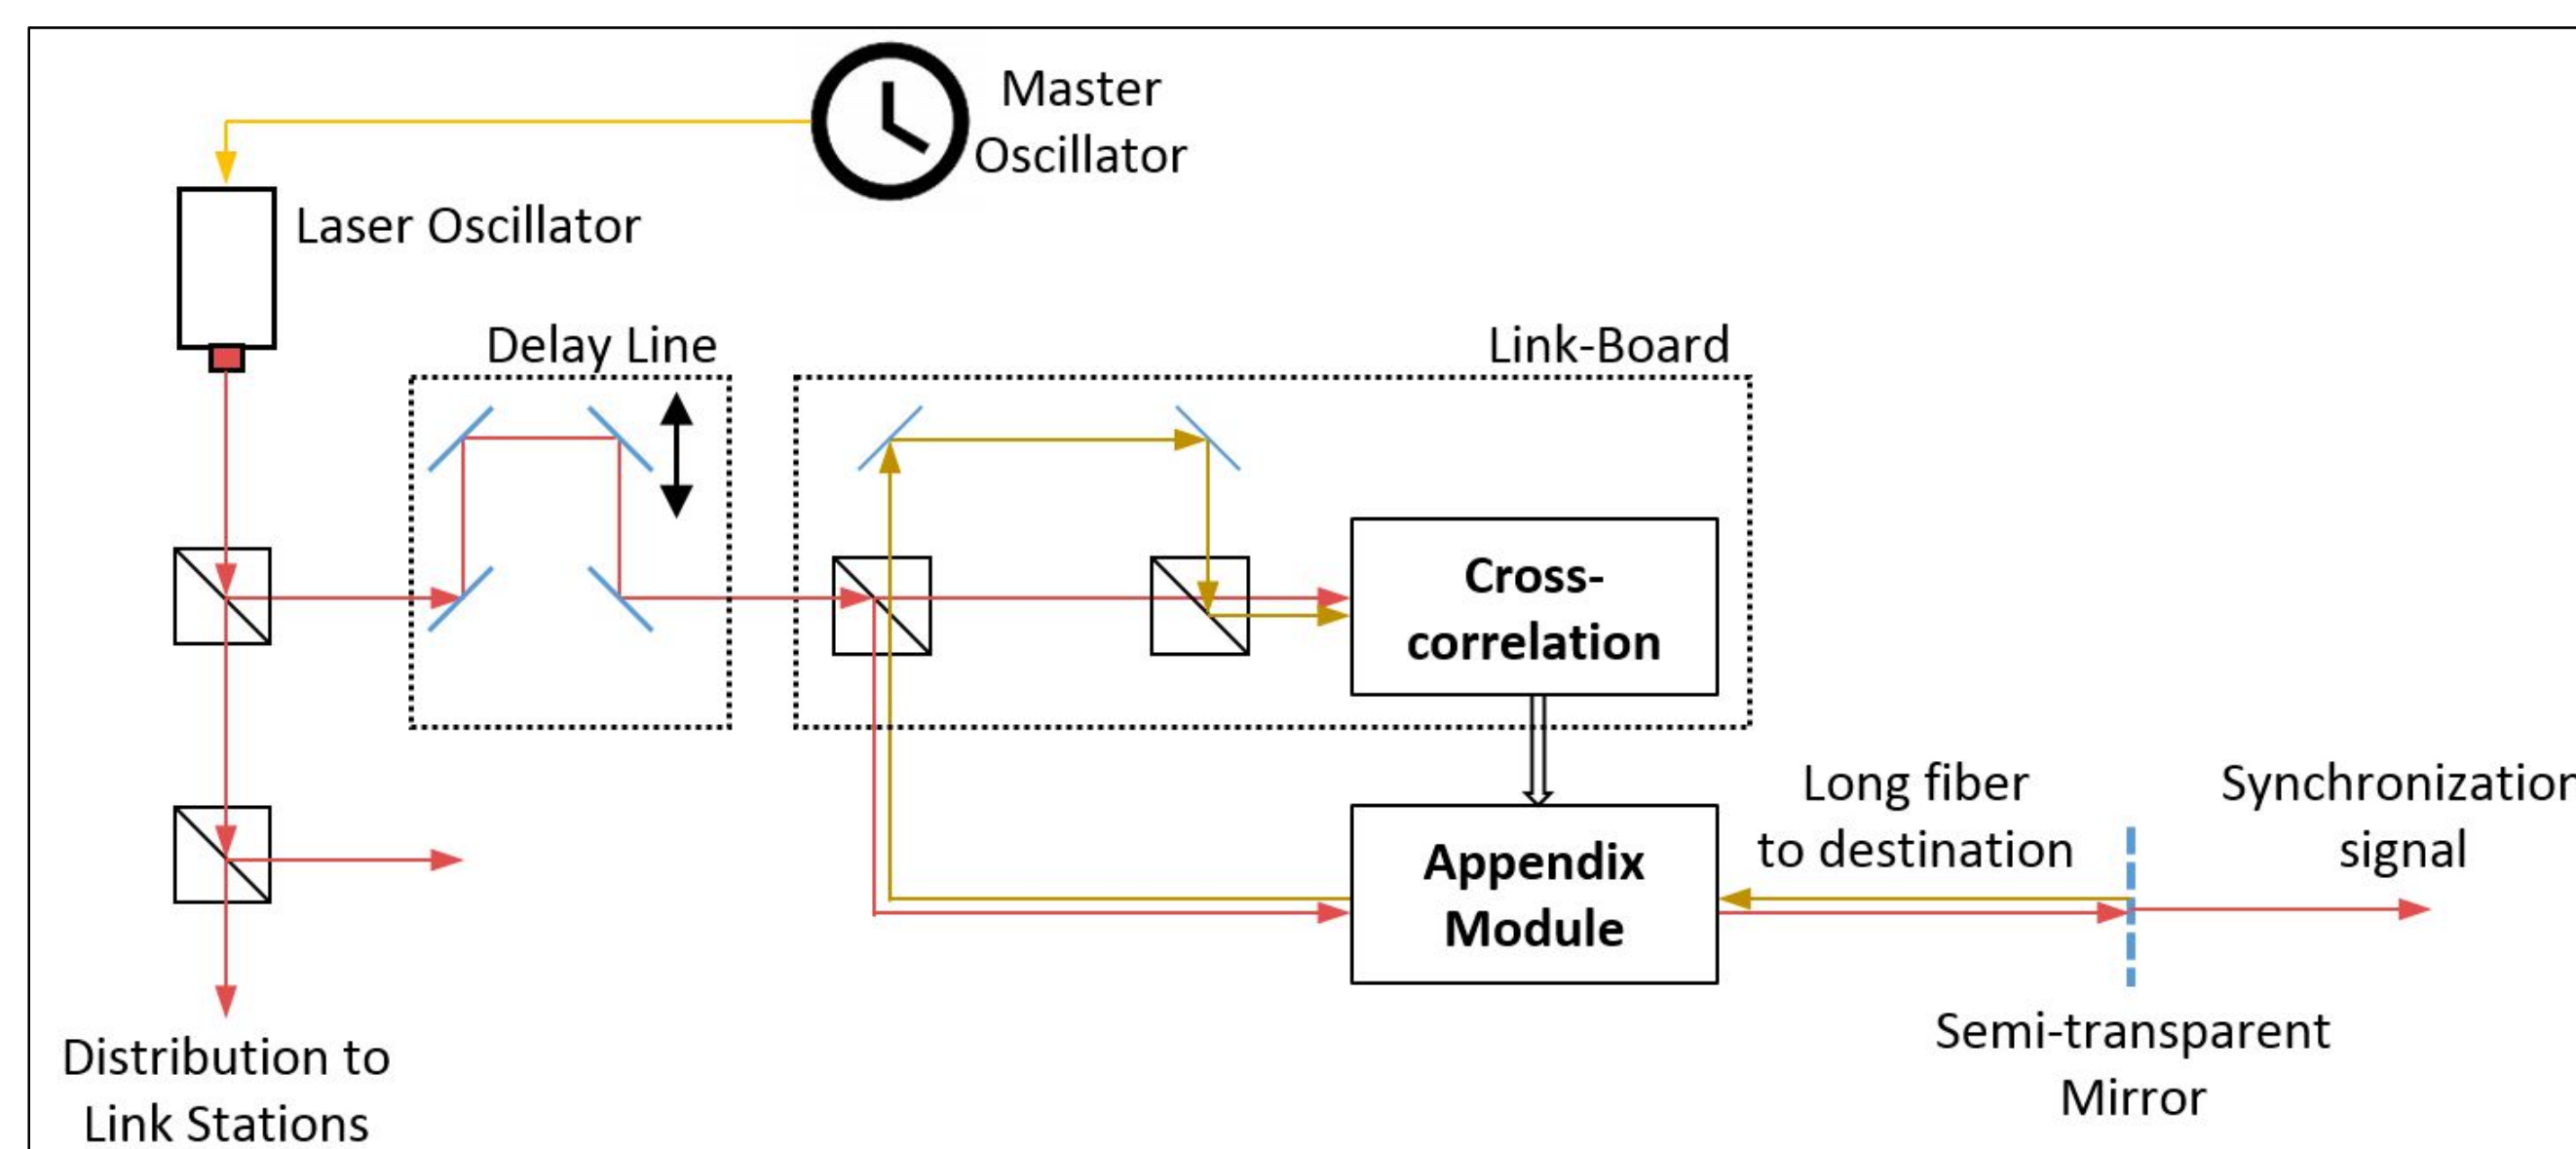 Master
Oscillator
Laser Oscillator
Delay Line
Link-Board
Cross-
correlation
Long fiber
to destination
Synchronization
signal
Appendix
Module
Semi-transparent
Mirror
Distribution to
Link Stations